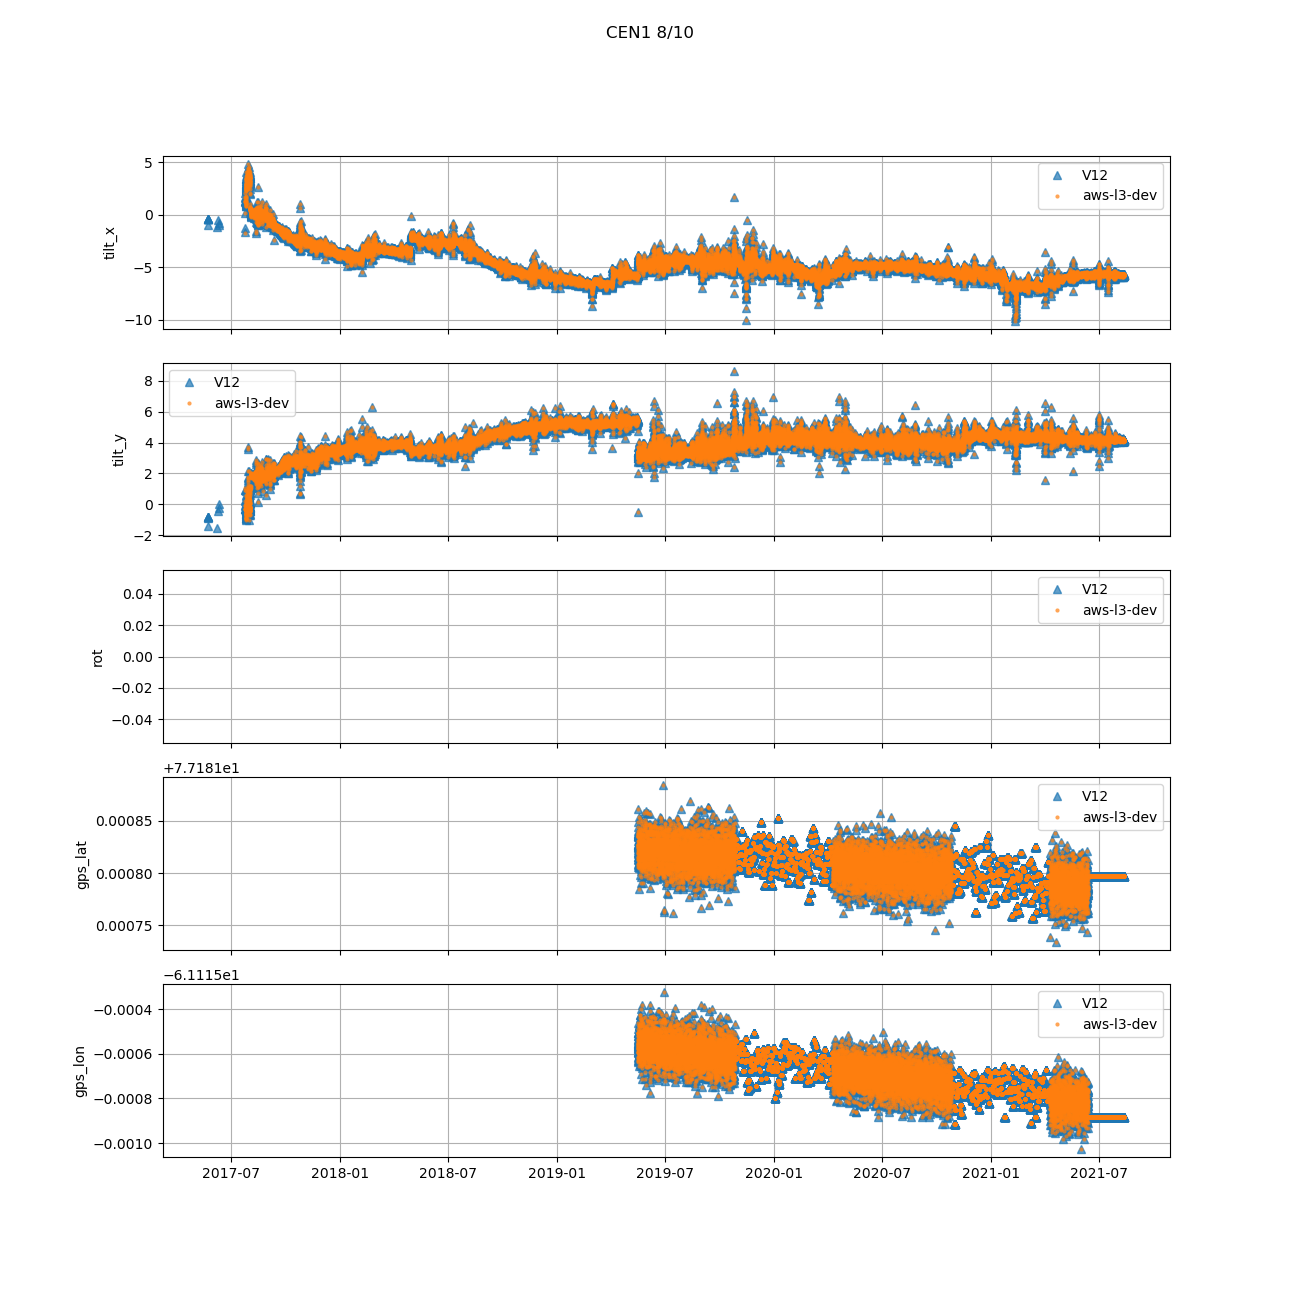 CEN1 8/10
5
0
−5
−10
tilt_x
V12
aws-l3-dev
8
6
4
2
0
−2
tilt_y
V12
aws-l3-dev
0.04
0.02
0.00
−0.02
−0.04
rot
V12
aws-l3-dev
+7.7181e1
0.00085
0.00080
0.00075
gps_lat
V12
aws-l3-dev
−6.1115e1
−0.0004
−0.0006
−0.0008
−0.0010
gps_lon
V12
aws-l3-dev
2017-07 2018-01 2018-07 2019-01 2019-07 2020-01 2020-07 2021-01 2021-07